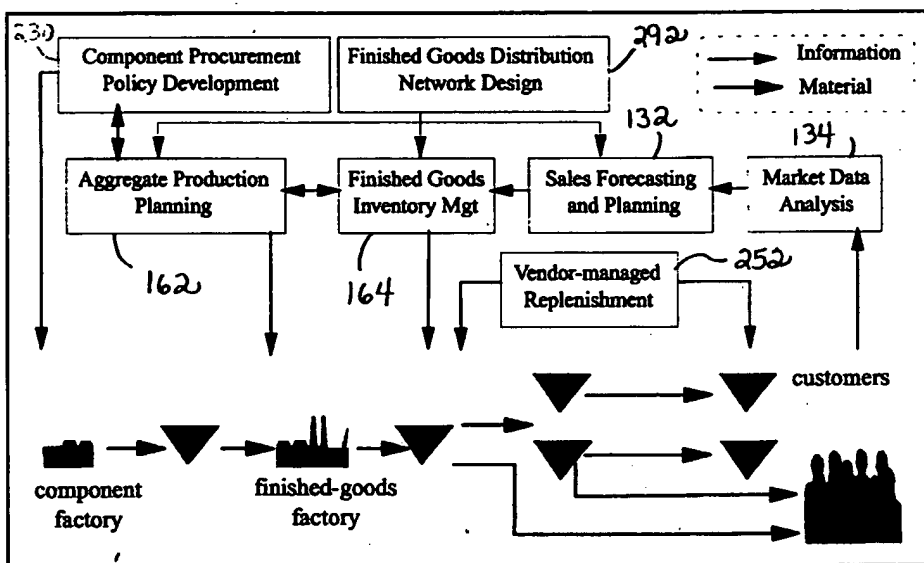 230
Component Procurement
Policy Development
Finished Goods Distribution
Network Design
292
Information
Material
132
134
Aggregate Production
Planning
Finished Goods
Inventory Mgt
Sales Forecasting
and Planning
Market Data
Analysis
162
164
Vendor-managed
Replenishment
252
customers
component
factory
finished-goods
factory